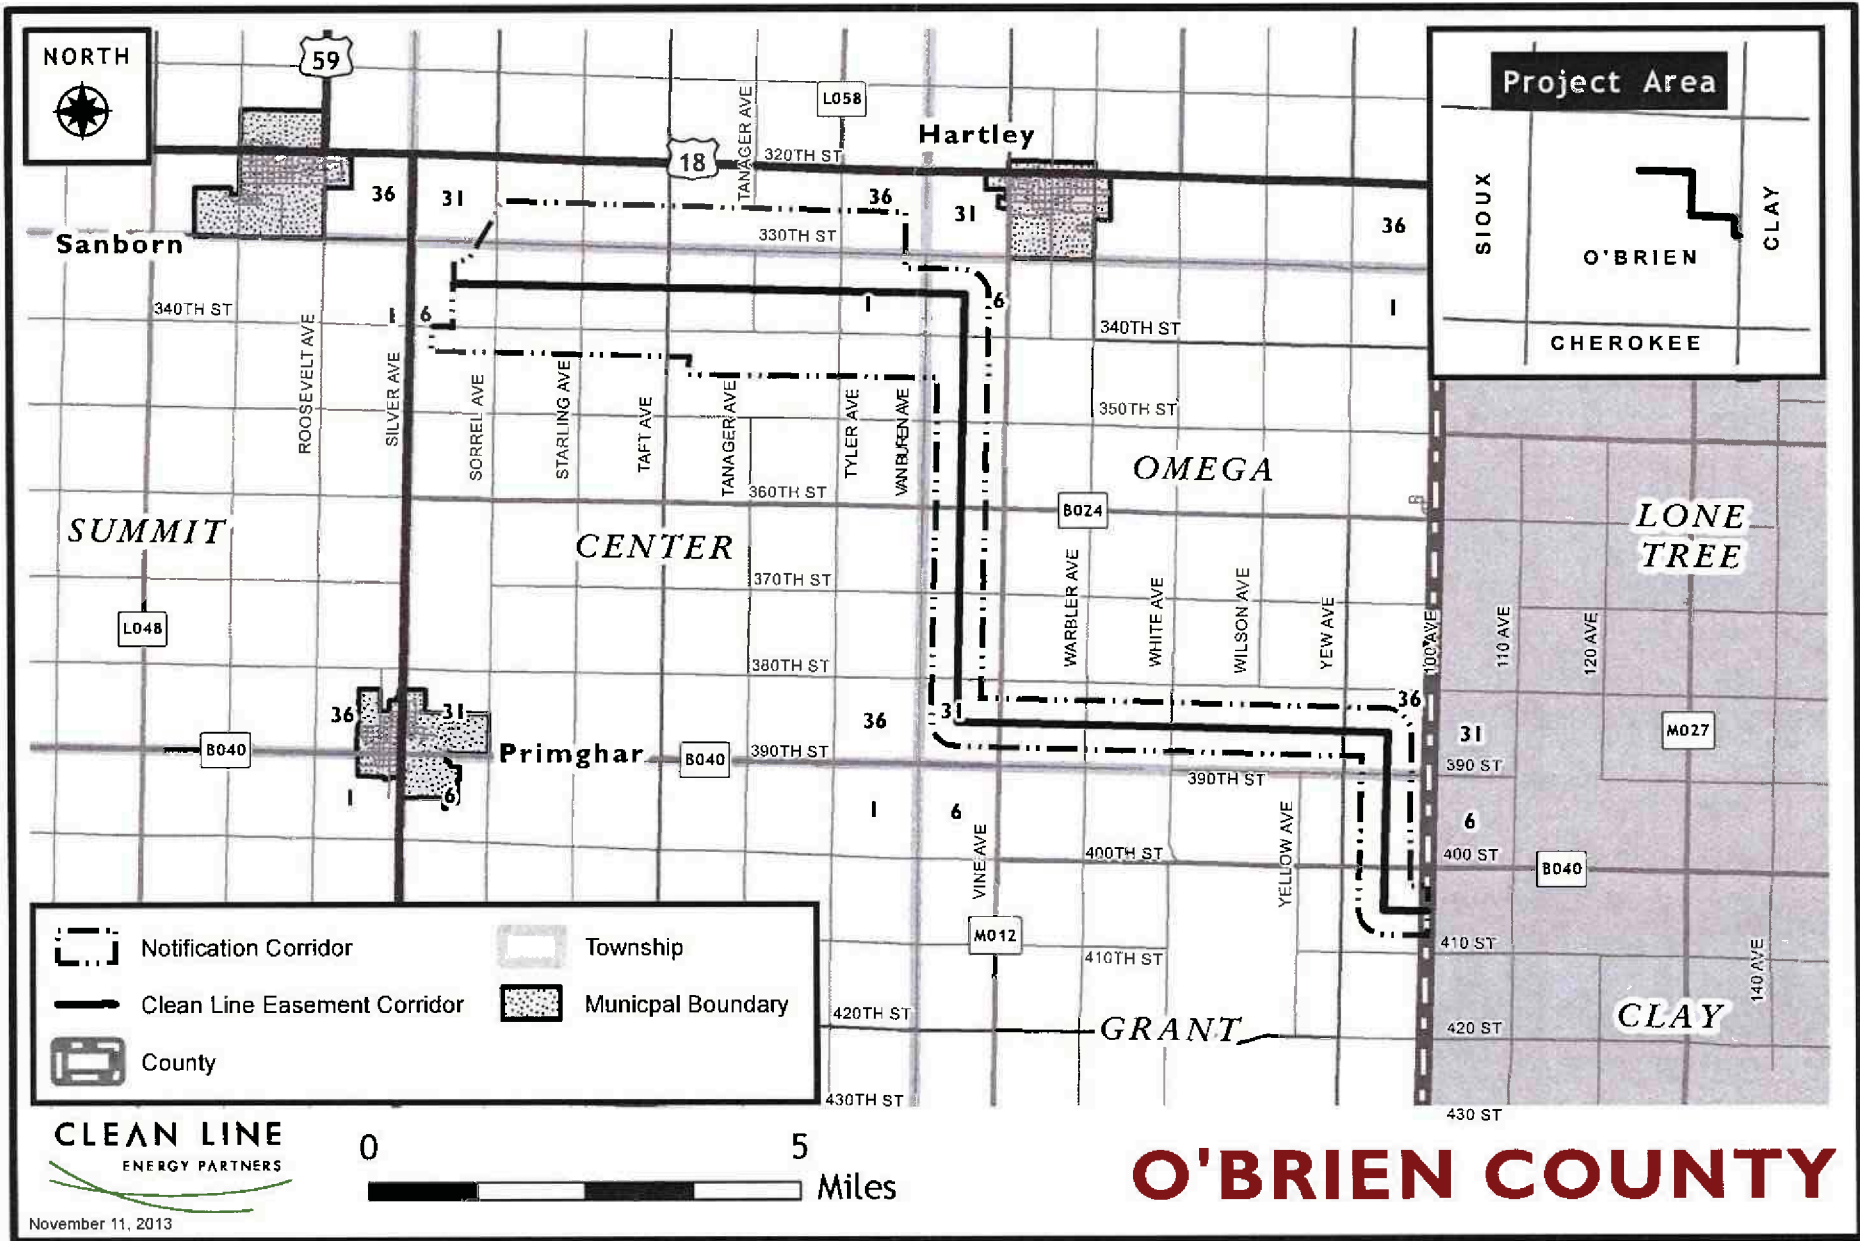 NORTH
59
L058
TANAGER AVE
Hartley
18
320TH ST
36
31
36
31
36
330TH ST
Sanborn
Project Area
SIOUX
CLAY
O'BRIEN
CHEROKEE
340TH ST
1
6
1
6
1
340TH ST
ROOSEVELT AVE
SILVER AVE
SORREL AVE
STARLING AVE
TAFT AVE
TANAGER AVE
TYLER AVE
VAN BUREN AVE
350TH ST
OMEGA
360TH ST
B024
SUMMIT
CENTER
LONE
TREE
370TH ST
WARBLER AVE
WHITE AVE
WILSON AVE
YEW AVE
100 AVE
110 AVE
120 AVE
L048
380TH ST
36
31
36
31
36
31
M027
B040
Primghar
B040
390TH ST
390TH ST
390 ST
1
6
1
6
6
VINE AVE
YELLOW AVE
400TH ST
400 ST
B040
M012
410TH ST
410 ST
140 AVE
420TH ST
GRANT
420 ST
CLAY
430TH ST
430 ST
Notification Corridor
Township
Clean Line Easement Corridor
Municpal Boundary
County
CLEAN LINE
ENERGY PARTNERS
November 11, 2013
0
5
Miles
O'BRIEN COUNTY